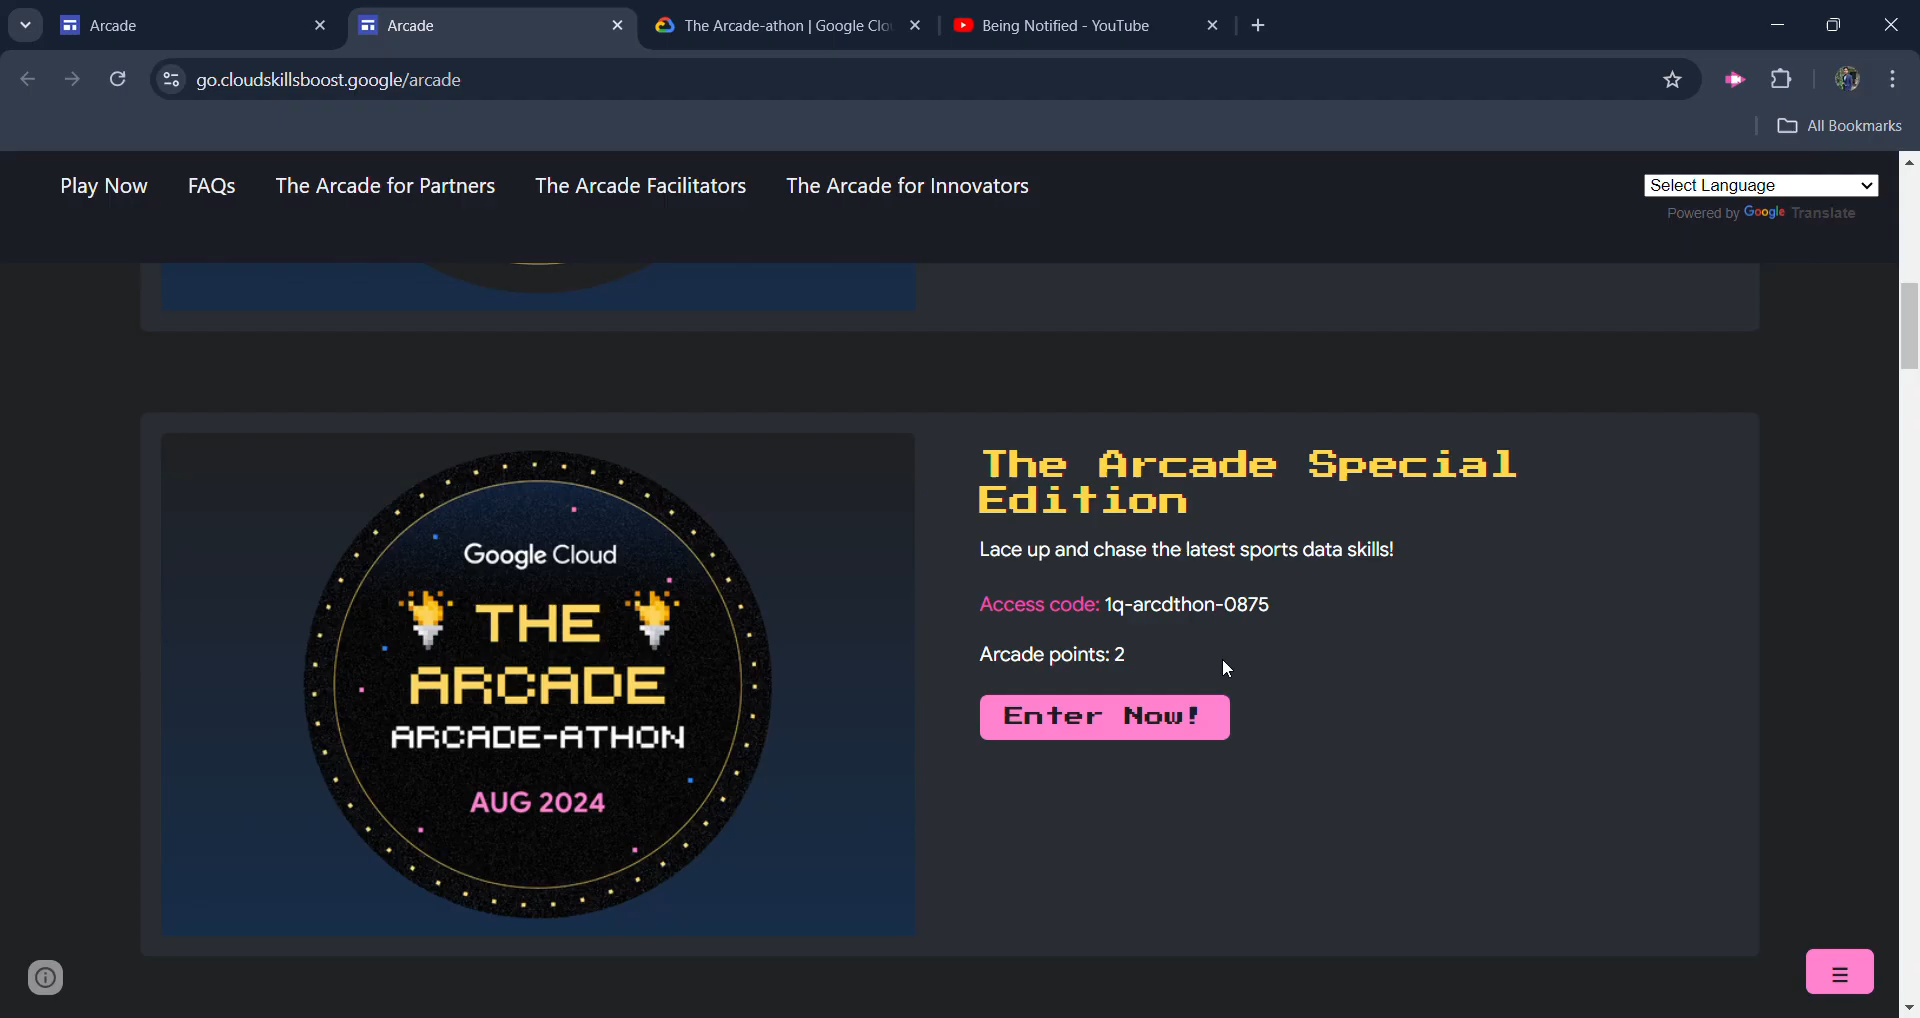 Arcade
Arcade
The Arcade-athon | Google Clou
Being Notified - YouTube
go.cloudskillsboost.google/arcade
All Bookmarks
Play Now
FAQs
The Arcade for Partners
The Arcade Facilitators
The Arcade for Innovators
Select Language
Powered by Google Translate
Google Cloud
THE
ARCADE
ARCADE-ATHON
AUG 2024
The Arcade Special
Edition
Lace up and chase the latest sports data skills!
Access code: 1q-arcdthon-0875
Arcade points: 2
Enter Now!